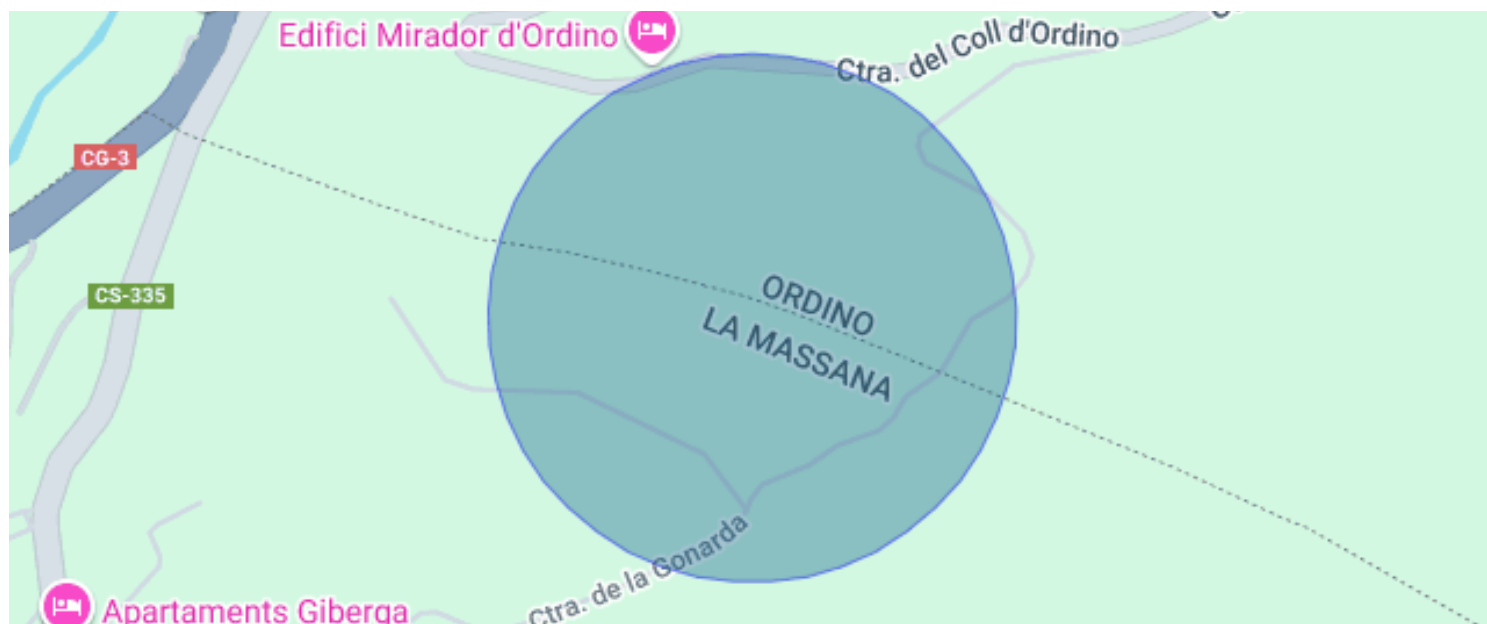 Edifici Mirador d'Ordino
Ctra. del Coll d'Ordino
CG-3
CS-335
ORDINO
LA MASSANA
Ctra. de la Gonarda
Apartaments Giberga